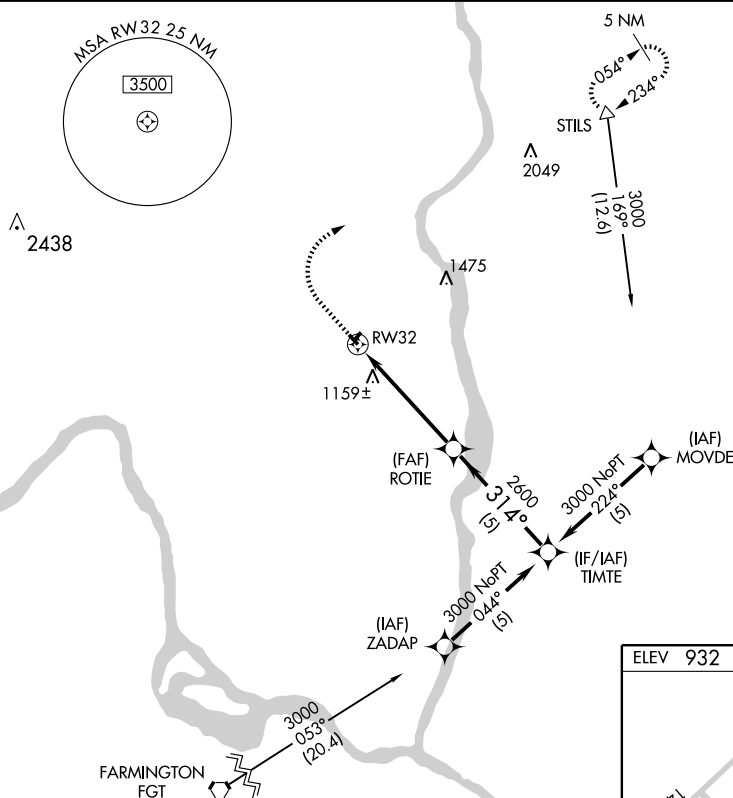 MSA RW32 25 NM
3500
5 NM
054°
234°
STILS
2049
3000
169°
(12.6)
2438
1475
RW32
1159±
(FAF)
ROTIE
2600
314°
(5)
(IAF)
MOVDE
3000 NoPT
224°
(5)
(IF/IAF)
TIMTE
3000 NoPT
044°
(5)
(IAF)
ZADAP
ELEV 932
3000
053°
(20.4)
FARMINGTON
FGT